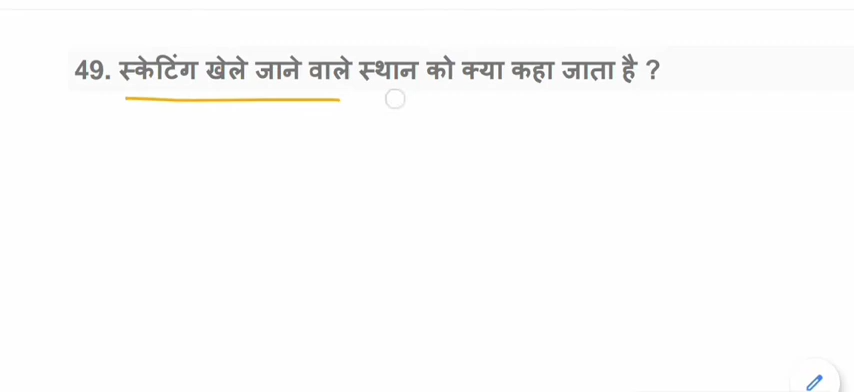 49. स्केटिंग खेले जाने वाले स्थान को क्या कहा जाता है ?